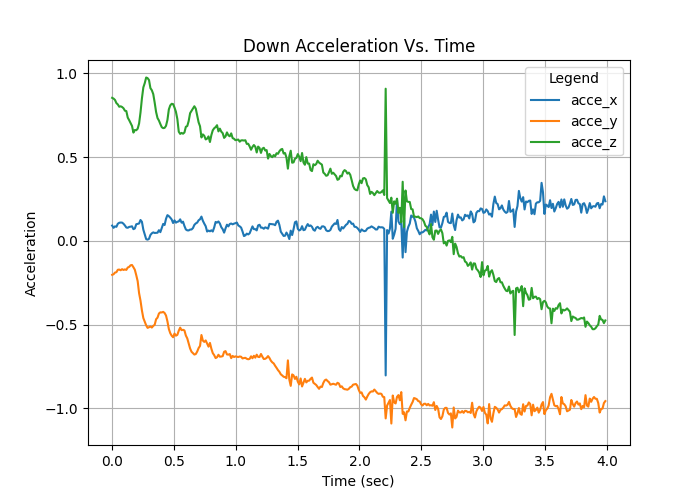 Down Acceleration Vs. Time
Legend
acce_x
acce_y
acce_z
Acceleration
1.0
0.5
0.0
−0.5
−1.0
0.0 0.5 1.0 1.5 2.0 2.5 3.0 3.5 4.0
Time (sec)